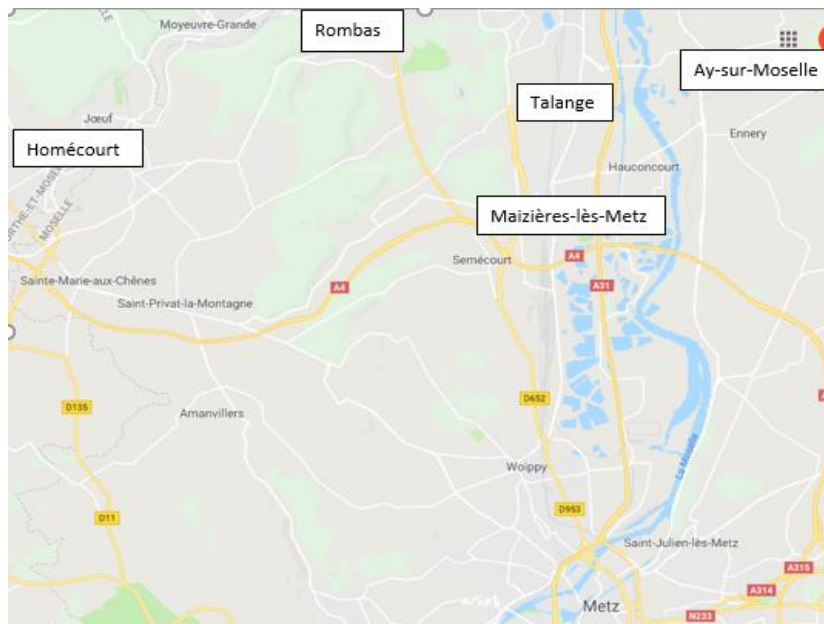 Moyeuvre-Grande
Rombas
Ay-sur-Moselle
Talange
Jœuf
Ennery
Homécourt
Hauconcourt
MOSELLE
Maizières-lès-Metz
Semécourt
A4
Sainte-Marie-aux-Chênes
A4
A31
Saint-Privat-la-Montagne
D652
D135
Amanvillers
La Moselle
Woippy
D953
D11
Saint-Julien-lès-Metz
A315
A314
Metz
N233